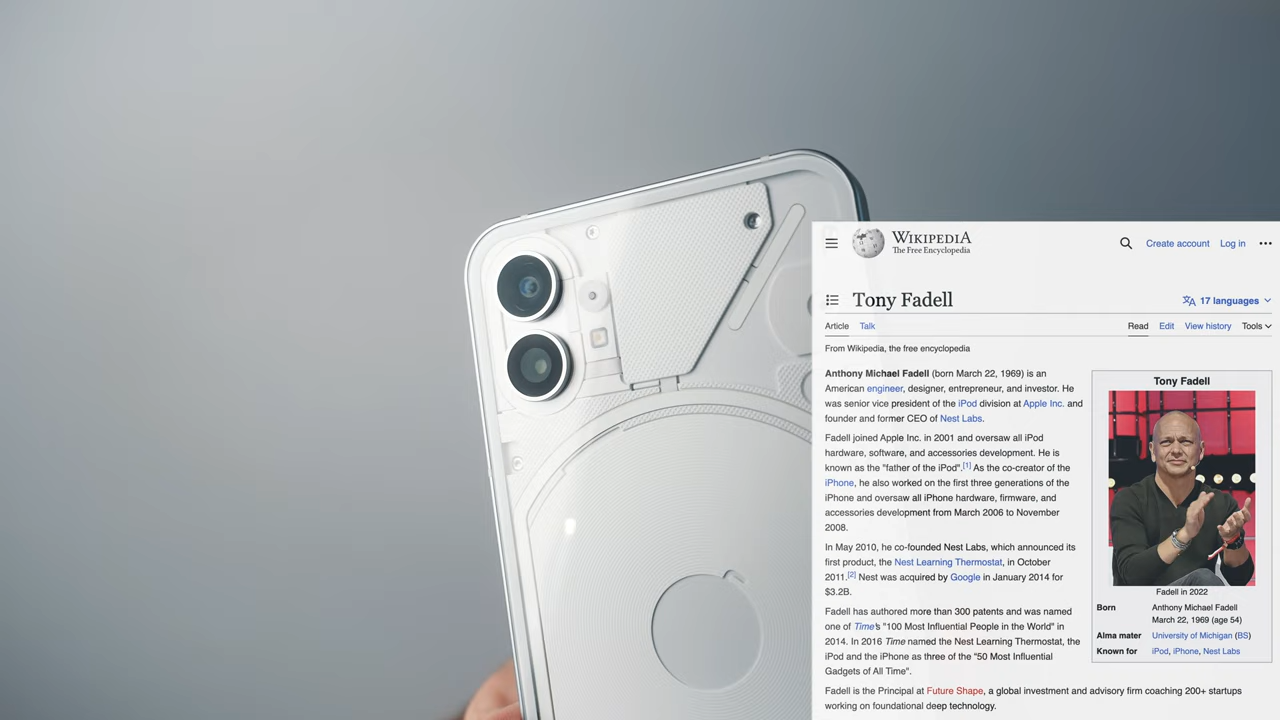 WIKIPEDIA
The Free Encyclopedia
Create account Log in
Tony Fadell
17 languages
Article Talk
Read Edit View history Tools
From Wikipedia, the free encyclopedia
Anthony Michael Fadell (born March 22, 1969) is an
American engineer, designer, entrepreneur, and investor. He
was senior vice president of the iPod division at Apple Inc. and
founder and former CEO of Nest Labs.
Fadell joined Apple Inc. in 2001 and oversaw all iPod
hardware, software, and accessories development. He is
known as the "father of the iPod".[1] As the co-creator of the
iPhone, he also worked on the first three generations of the
iPhone and oversaw all iPhone hardware, firmware, and
accessories development from March 2006 to November
2008.
In May 2010, he co-founded Nest Labs, which announced its
first product, the Nest Learning Thermostat, in October
2011.[2] Nest was acquired by Google in January 2014 for
$3.2B.
Fadell has authored more than 300 patents and was named
one of Time's "100 Most Influential People in the World" in
2014. In 2016 Time named the Nest Learning Thermostat, the
iPod and the iPhone as three of the "50 Most Influential
Gadgets of All Time".
Fadell is the Principal at Future Shape, a global investment and advisory firm coaching 200+ startups
working on foundational deep technology.
Tony Fadell
Fadell in 2022
Born Anthony Michael Fadell
March 22, 1969 (age 54)
Alma mater University of Michigan (BS)
Known for iPod, iPhone, Nest Labs